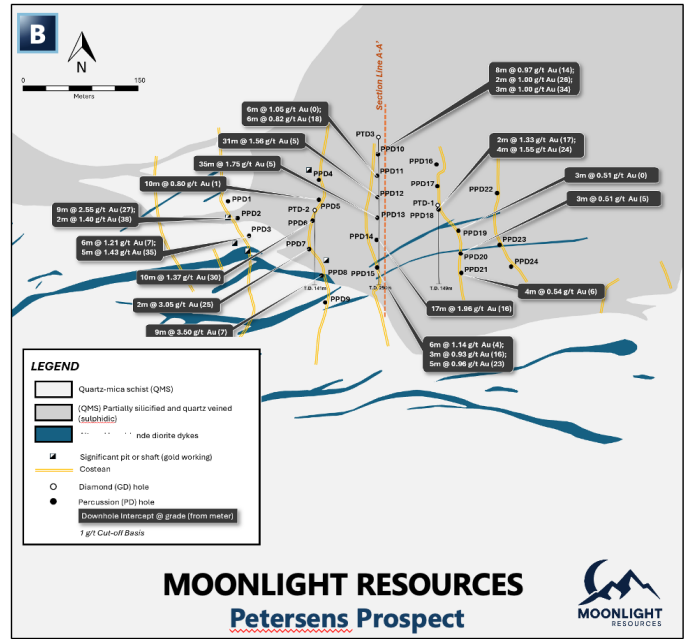 B
N
0
150
Meters
Section Line A-A'
8m @ 0.97 g/t Au (14);
2m @ 1.00 g/t Au (26);
3m @ 1.00 g/t Au (34)
6m @ 1.05 g/t Au (0);
6m @ 0.82 g/t Au (18)
31m @ 1.56 g/t Au (5)
35m @ 1.75 g/t Au (5)
10m @ 0.80 g/t Au (1)
9m @ 2.55 g/t Au (27);
2m @ 1.40 g/t Au (38)
6m @ 1.21 g/t Au (7);
5m @ 1.43 g/t Au (35)
10m @ 1.37 g/t Au (30)
2m @ 3.05 g/t Au (25)
9m @ 3.50 g/t Au (7)
2m @ 1.33 g/t Au (17);
4m @ 1.55 g/t Au (24)
3m @ 0.51 g/t Au (0)
3m @ 0.51 g/t Au (5)
4m @ 0.54 g/t Au (6)
17m @ 1.96 g/t Au (16)
6m @ 1.14 g/t Au (4);
3m @ 0.93 g/t Au (16);
5m @ 0.96 g/t Au (23)
PTD3
PPD10
PPD11
PPD12
PPD13
PPD14
PPD15
PPD16
PPD17
PTD-1
PPD18
PPD19
PPD20
PPD21
PPD22
PPD23
PPD24
PPD1
PPD2
PPD3
PPD4
PPD5
PTD-2
PPD6
PPD7
PPD8
PPD9
T.D. 141m
T.D.
T.D. 149m
LEGEND
Quartz-mica schist (QMS)
(QMS) Partially silicified and quartz veined
(sulphidic)
nde diorite dykes
Significant pit or shaft (gold working)
Costean
Diamond (GD) hole
Percussion (PD) hole
Downhole Intercept @ grade (from meter)
1 g/t Cut-off Basis
MOONLIGHT RESOURCES
Petersens Prospect
MOONLIGHT
RESOURCES